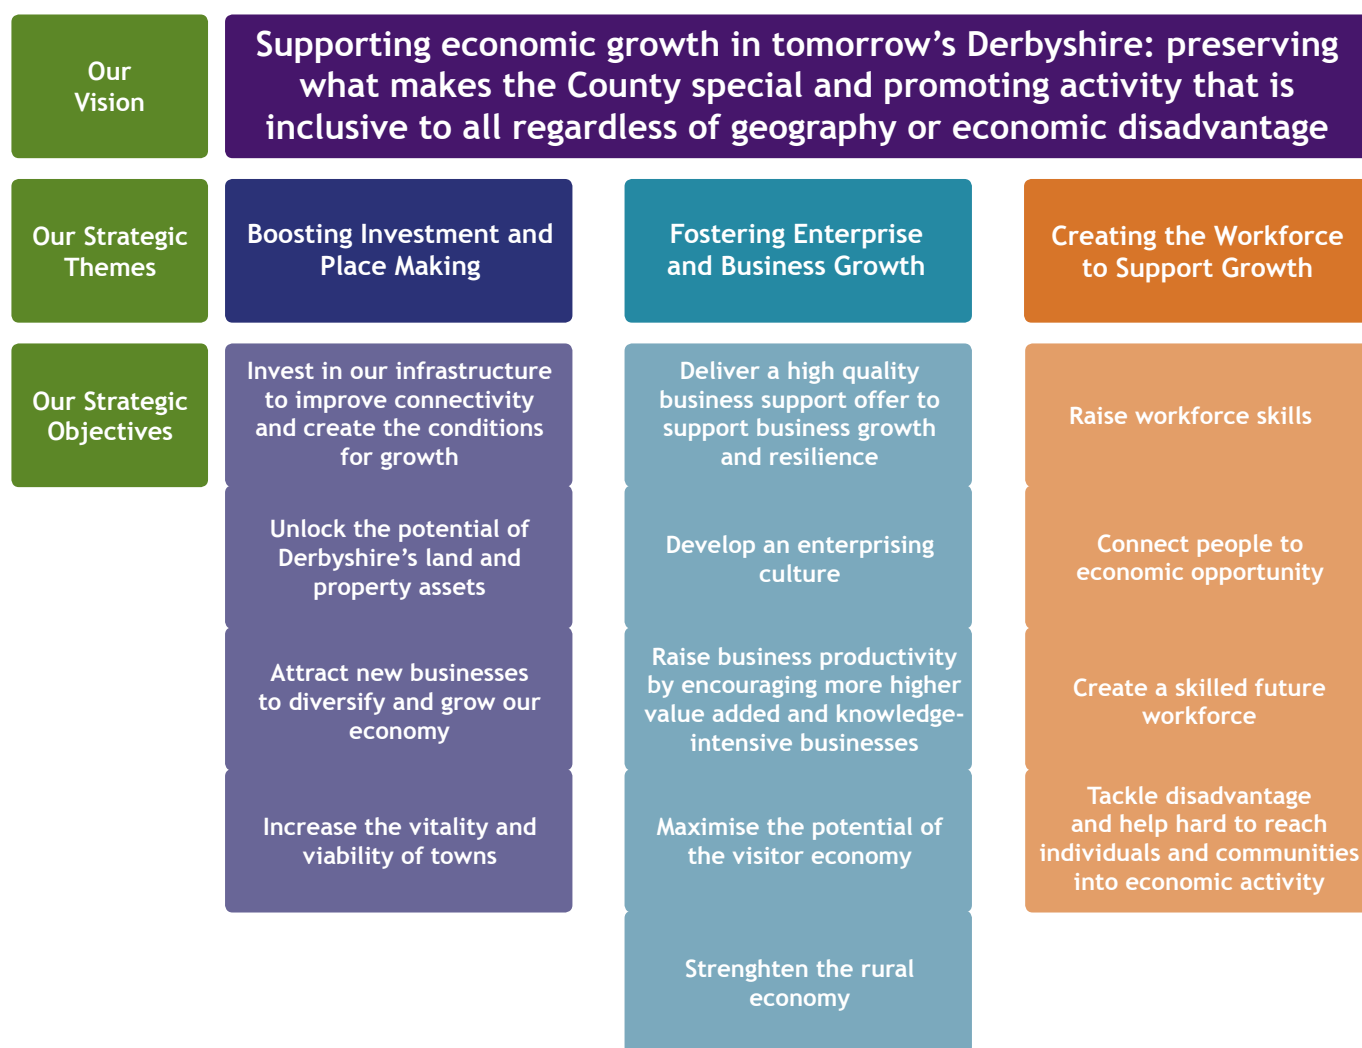 Our
Vision
Supporting economic growth in tomorrow’s Derbyshire: preserving
what makes the County special and promoting activity that is
inclusive to all regardless of geography or economic disadvantage
Our Strategic
Themes
Boosting Investment and
Place Making
Fostering Enterprise
and Business Growth
Creating the Workforce
to Support Growth
Our Strategic
Objectives
Invest in our infrastructure
to improve connectivity
and create the conditions
for growth
Unlock the potential of
Derbyshire’s land and
property assets
Attract new businesses
to diversify and grow our
economy
Increase the vitality and
viability of towns
Deliver a high quality
business support offer to
support business growth
and resilience
Develop an enterprising
culture
Raise business productivity
by encouraging more higher
value added and knowledge-
intensive businesses
Maximise the potential of
the visitor economy
Strenghten the rural
economy
Raise workforce skills
Connect people to
economic opportunity
Create a skilled future
workforce
Tackle disadvantage
and help hard to reach
individuals and communities
into economic activity